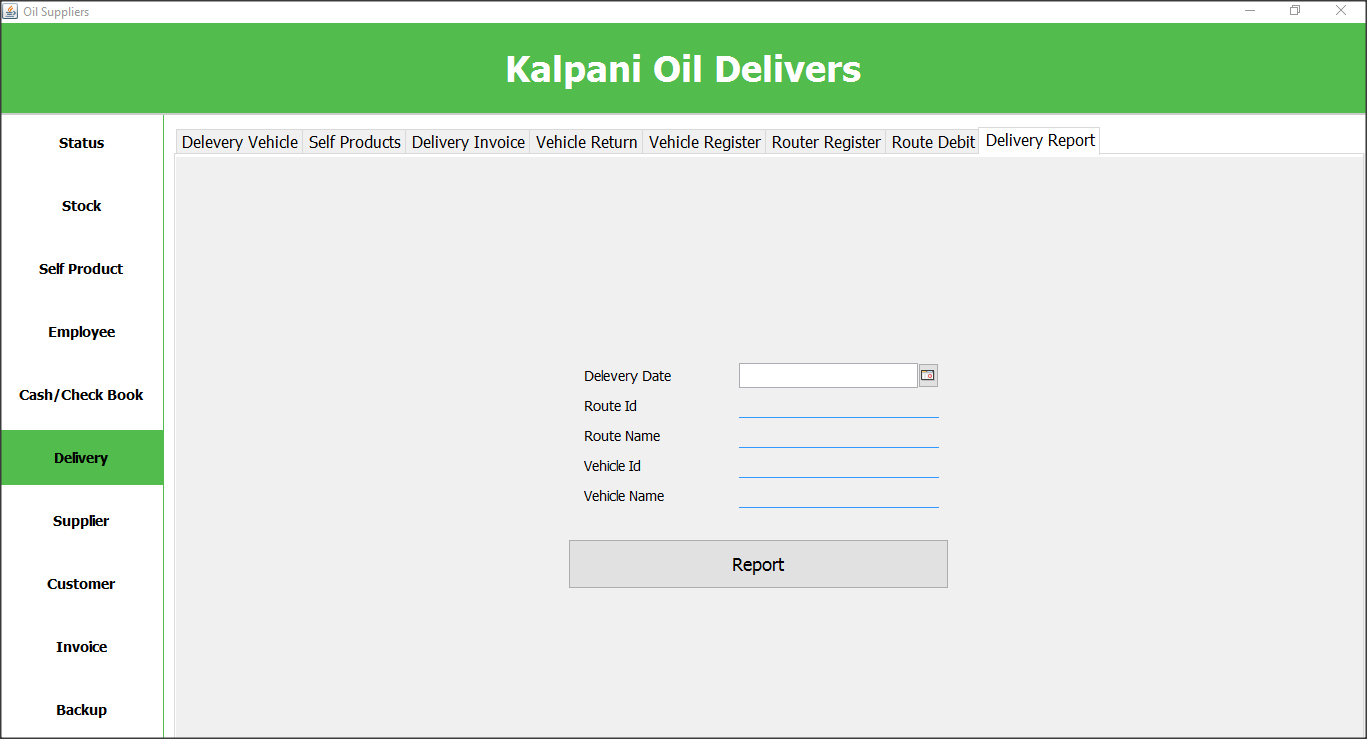 Oil Suppliers
Kalpani Oil Delivers
Status
Stock
Self Product
Employee
Cash/Check Book
Delivery
Supplier
Customer
Invoice
Backup
Delevery Vehicle Self Products Delivery Invoice Vehicle Return Vehicle Register Router Register Route Debit Delivery Report
Delevery Date
Route Id
Route Name
Vehicle Id
Vehicle Name
Report